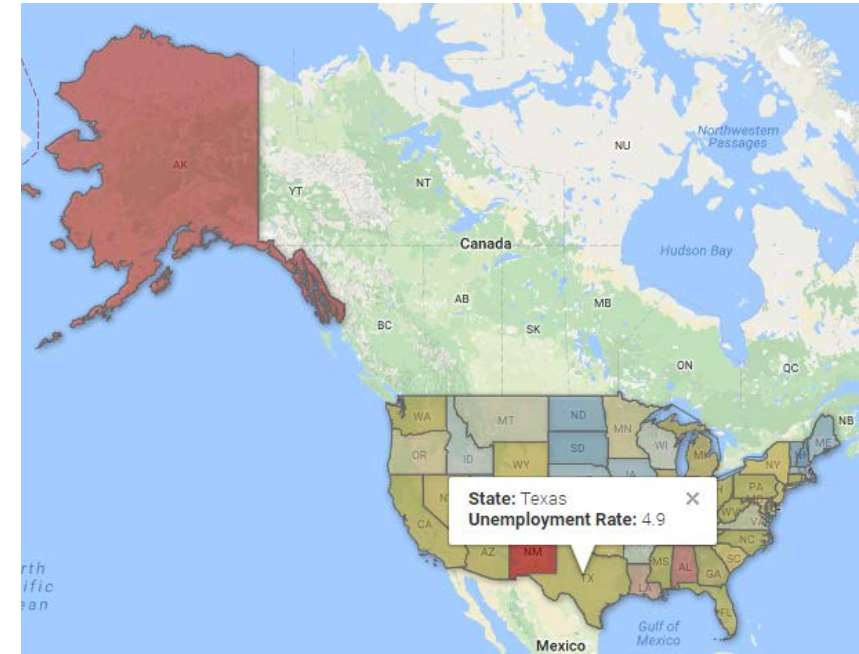 Northwestern
Passages
NU
AK
YT
NT
Canada
Hudson Bay
AB
MB
BC
SK
ON
QC
NB
WA
MT
ND
MN
OR
ID
SD
WI
ME
WY
MI
NY
IA
PA
State: Texas ×
Unemployment Rate: 4.9
CA
WV
VA
AZ
NM
NC
MS
AL
SC
TX
GA
LA
FL
Gulf of
Mexico
Mexico